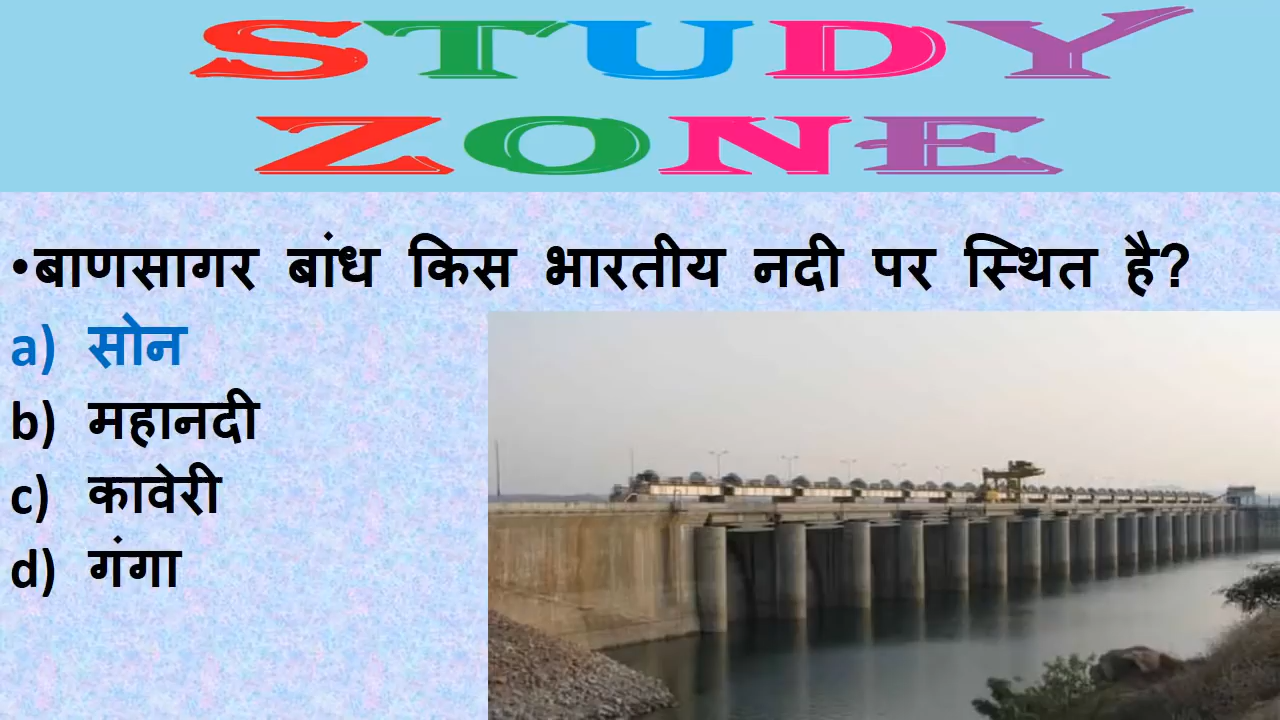 STUDY
ZONE
•बाणसागर बांध किस भारतीय नदी पर स्थित है?
a) सोन
b) महानदी
c) कावेरी
d) गंगा